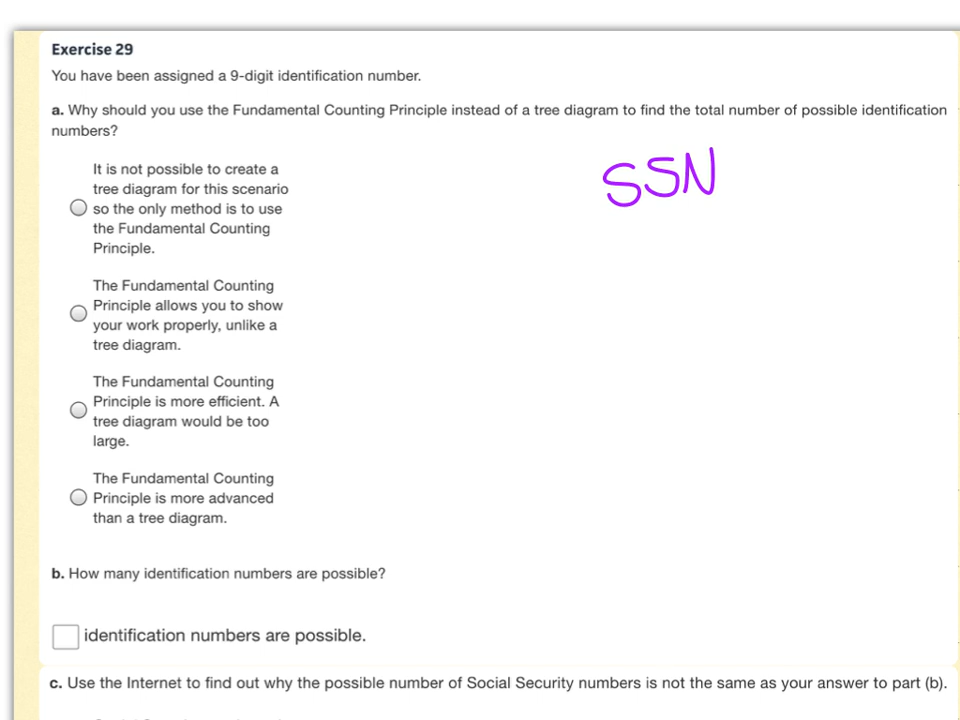 Exercise 29
You have been assigned a 9-digit identification number.
a. Why should you use the Fundamental Counting Principle instead of a tree diagram to find the total number of possible identification
numbers?
SSN
It is not possible to create a
tree diagram for this scenario
so the only method is to use
the Fundamental Counting
Principle.
The Fundamental Counting
Principle allows you to show
your work properly, unlike a
tree diagram.
The Fundamental Counting
Principle is more efficient. A
tree diagram would be too
large.
The Fundamental Counting
Principle is more advanced
than a tree diagram.
b. How many identification numbers are possible?
identification numbers are possible.
c. Use the Internet to find out why the possible number of Social Security numbers is not the same as your answer to part (b).